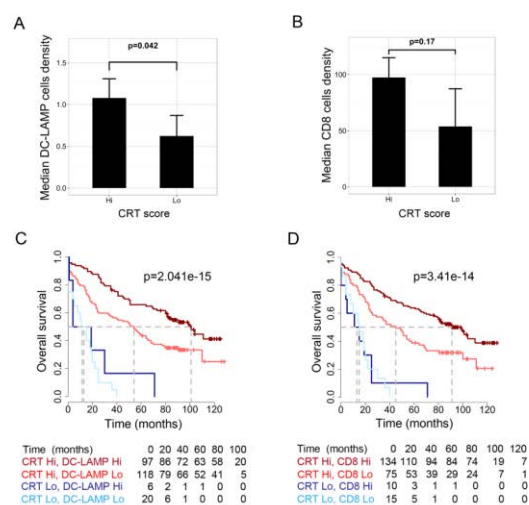 A
p=0.042
Median DC-LAMP cells density
1.5
1.0
0.5
0.0
Hi
Lo
CRT score
B
p=0.17
Median CD8 cells density
100
50
0
Hi
Lo
CRT score
C
p=2.041e-15
Overall survival
1.0
0.8
0.6
0.4
0.2
0.0
0 20 40 60 80 100 120
Time (months)
Time (months) 0 20 40 60 80 100
CRT Hi, DC-LAMP Hi 97 86 72 63 58 20
CRT Hi, DC-LAMP Lo 118 79 66 52 41 5
CRT Lo, DC-LAMP Hi 6 2 1 1 0 0
CRT Lo, DC-LAMP Lo 20 6 1 0 0 0
D
p=3.41e-14
Overall survival
1.0
0.8
0.6
0.4
0.2
0.0
0 20 40 60 80 100 120
Time (months)
Time (months) 0 20 40 60 80 100 120
CRT Hi, CD8 Hi 134 110 94 84 74 19 7
CRT Hi, CD8 Lo 75 53 39 29 24 7 1
CRT Lo, CD8 Hi 10 3 1 1 0 0 0
CRT Lo, CD8 Lo 15 5 1 0 0 0 0